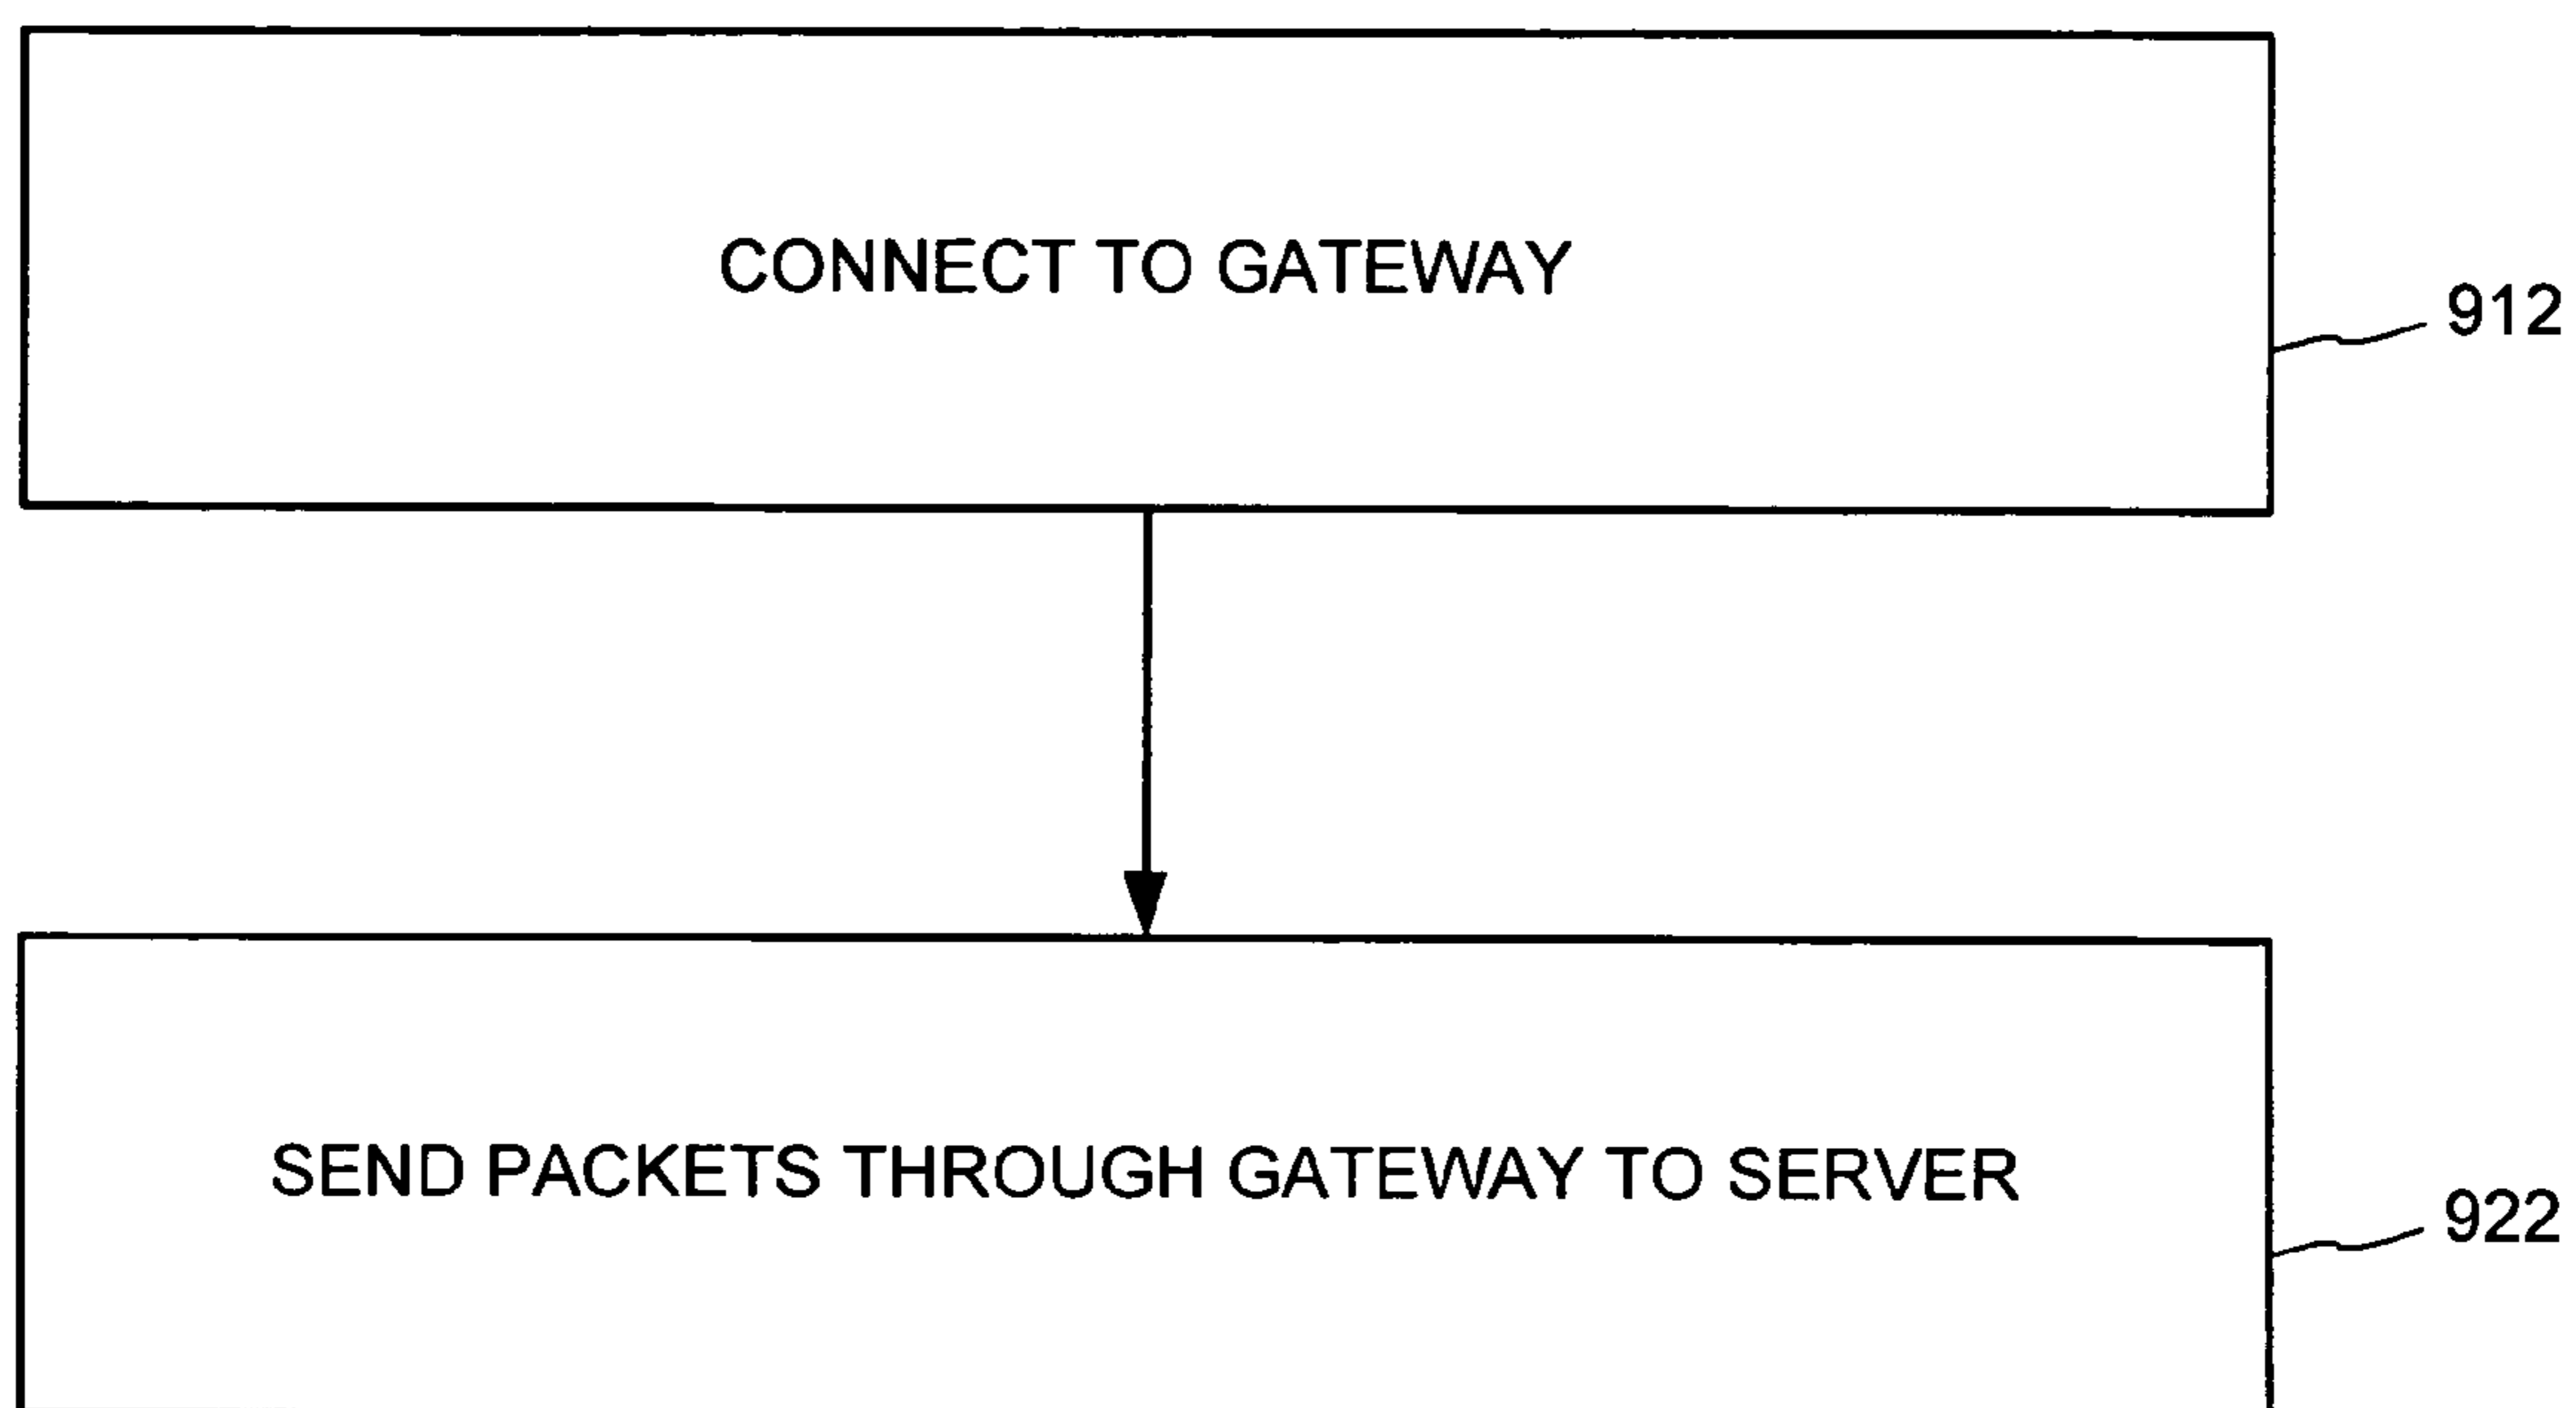 CONNECT TO GATEWAY
912
SEND PACKETS THROUGH GATEWAY TO SERVER
922